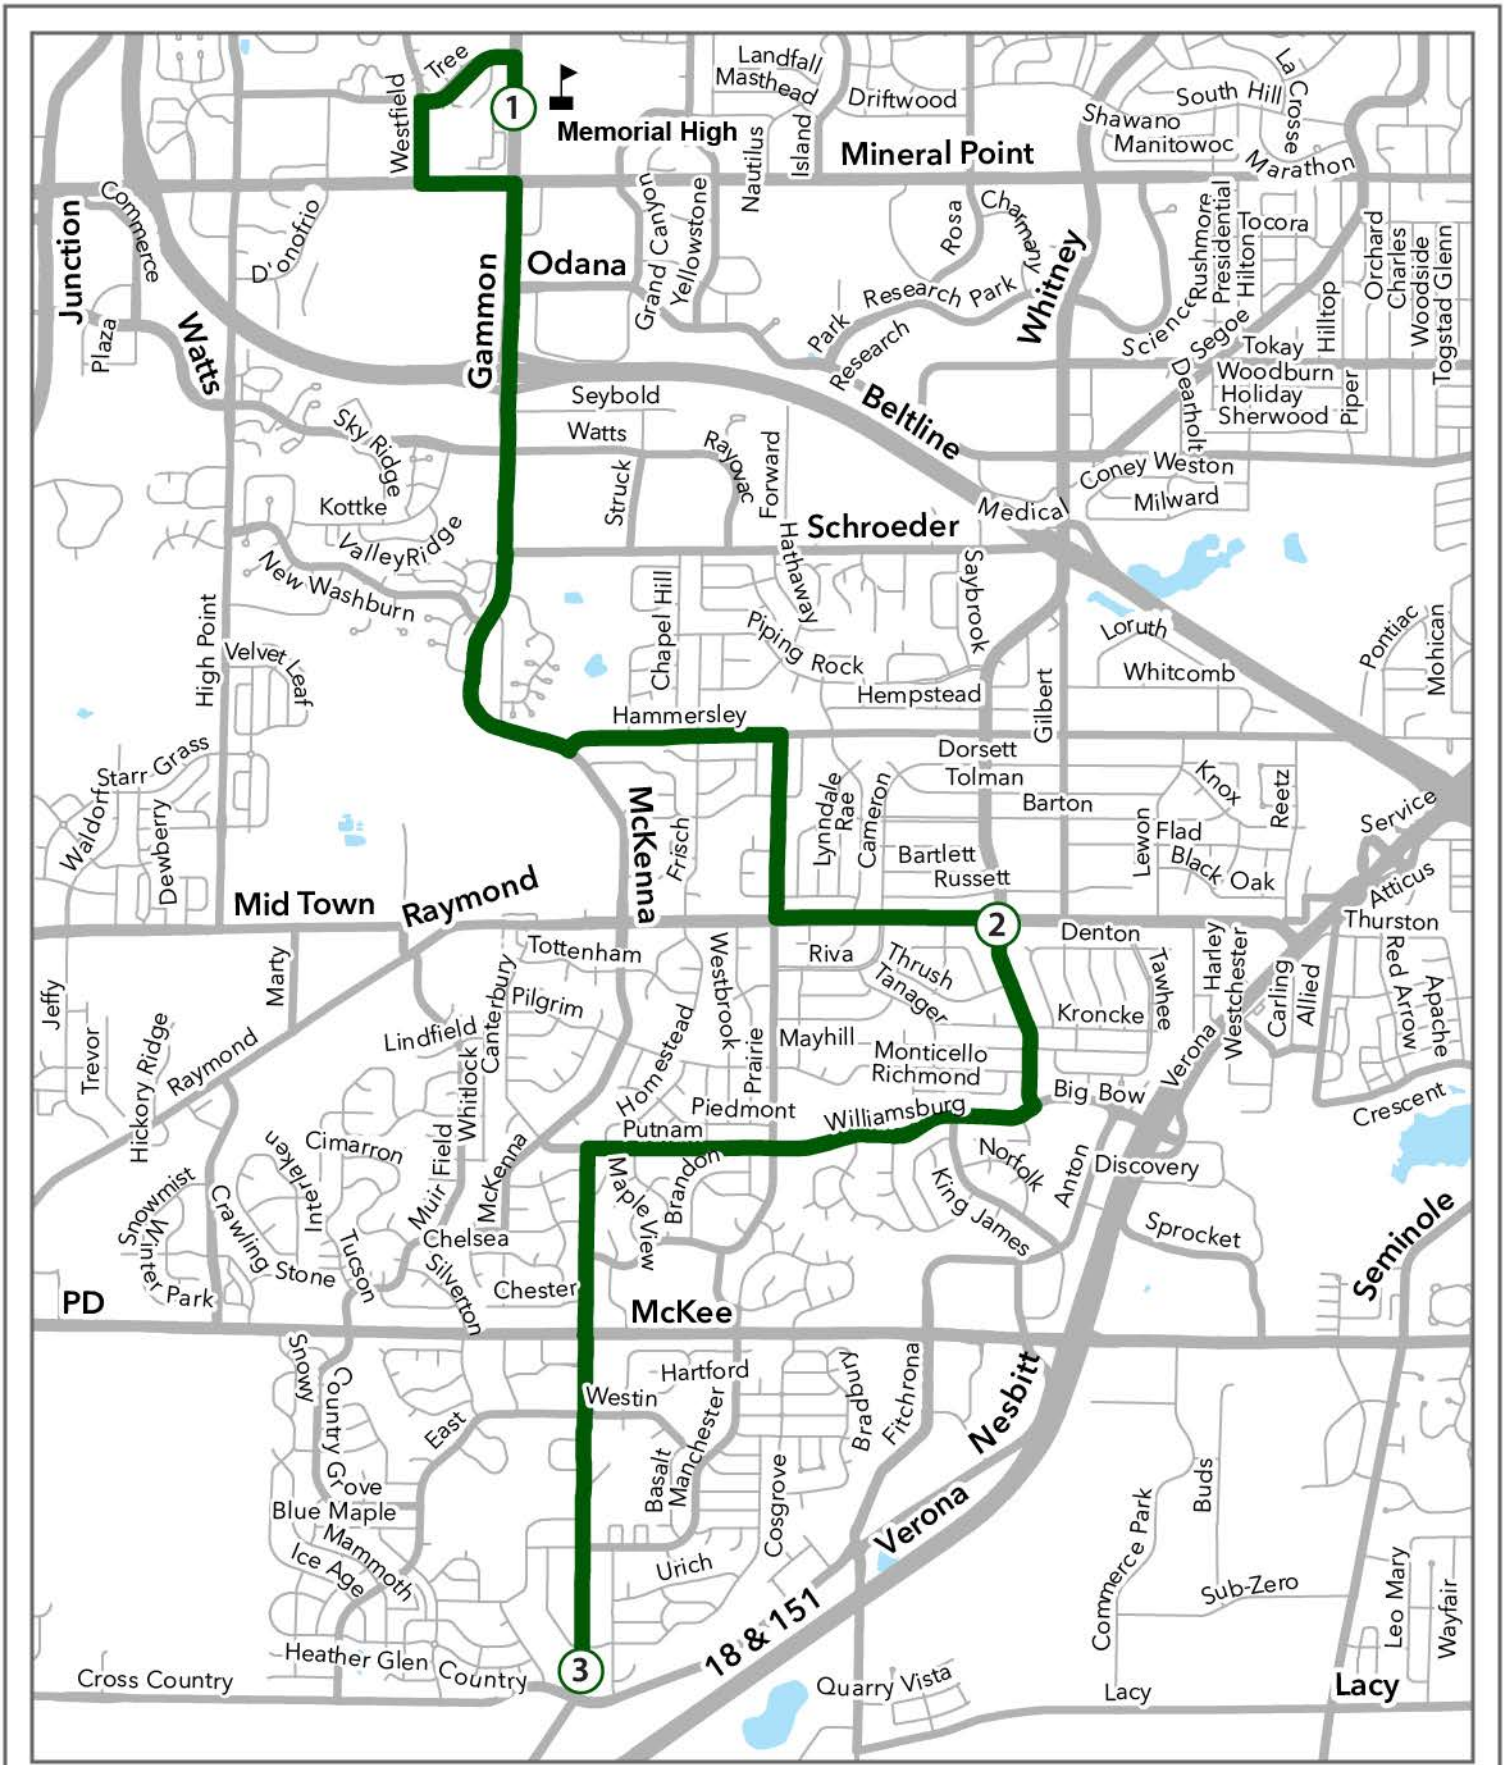 Tree
Landfall
Masthead
Driftwood
La Crosse
South Hill
Westfield
1
Memorial High
Nautilus
Island
Shawano
Manitowoc
Marathon
Mineral Point
Junction
Commerce
D'onofrio
Gammon
Odana
Grand Canyon
Yellowstone
Rosa
Charmany
Research Park
Whitney
Rushmore
Presidential
Hilton
Tocora
Orchard
Charles
Woodside
Togstad Glenn
Plaza
Watts
Park
Research
Science
Segoe
Hilltop
Tokay
Dearholt
Woodburn
Holiday
Sherwood
Piper
Beltline
Seybold
Watts
Sky Ridge
Struck
Rayovac
Forward
Coney Weston
Milward
Medical
Kottke
Valley Ridge
Schroeder
New Washburn
Hathaway
Saybrook
High Point
Chapel Hill
Piping Rock
Loruth
Pontiac
Mohican
Velvet Leaf
Whitcomb
Hempstead
Gilbert
Hammersley
Starr Grass
Waldorf
Dewberry
Dorsett
Tolman
Barton
Knox
Reetz
Service
McKenna
Frisch
Lynndale
Rae
Cameron
Lewon
Flad
Black Oak
Bartlett
Russett
Atticus
Mid Town
Raymond
2
Thurston
Denton
Tottenham
Riva
Thrush
Tanager
Westbrook
Harley
Westchester
Tawhee
Carling
Allied
Red Arrow
Apache
Jeffy
Marty
Canterbury
Pilgrim
Lindfield
Kroncke
Trevor
Hickory Ridge
Raymond
Whitlock
Homestead
Prairie
Mayhill
Monticello
Richmond
Verona
Big Bow
Crescent
Piedmont
Williamsburg
Putnam
Cimarron
Interlaken
Muir Field
McKenna
Maple View
Brandon
Norfolk
King James
Anton
Discovery
Snowmist
Winter Park
Crawling Stone
Tucson
Chelsea
Silverton
Chester
Sprocket
Seminole
PD
McKee
Snowy
Country Grove
Hartford
Westin
East
Basalt
Manchester
Bradbury
Fitchrona
Nesbitt
Cosgrove
Buds
Blue Maple
Mammoth
Ice Age
Verona
Commerce Park
Urich
Sub-Zero
Leo Mary
Wayfair
18 & 151
Heather Glen
Cross Country
Country
3
Quarry Vista
Lacy
Lacy